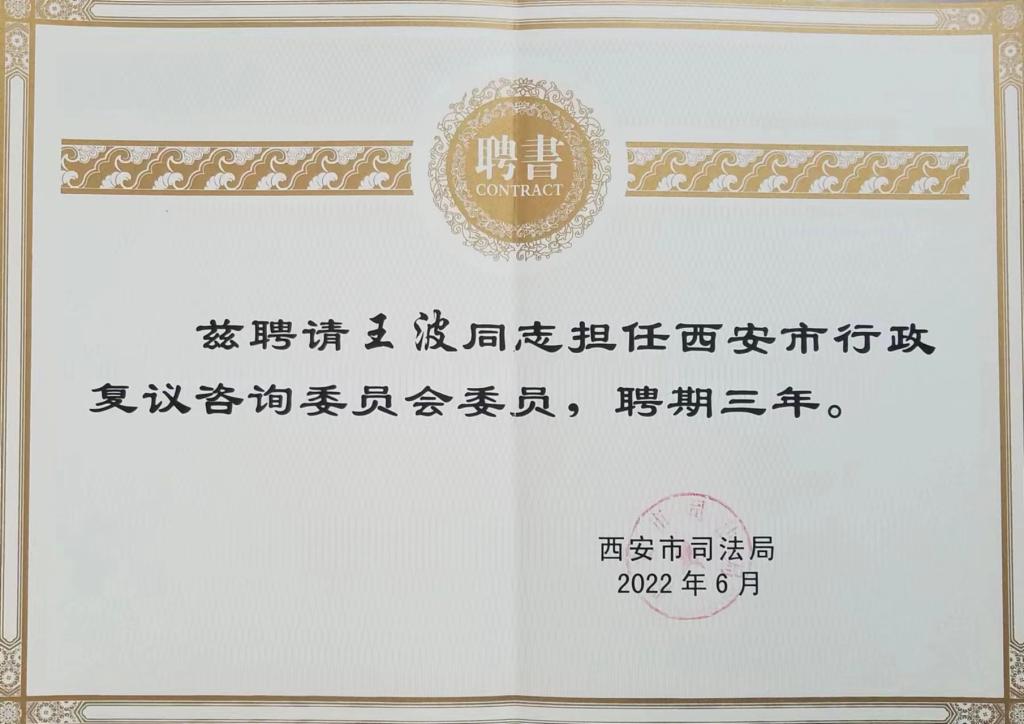 聘書
CONTRACT
兹聘请王波同志担任西安市行政
复议咨询委员会委员，聘期三年。
西安市司法局
2022年6月